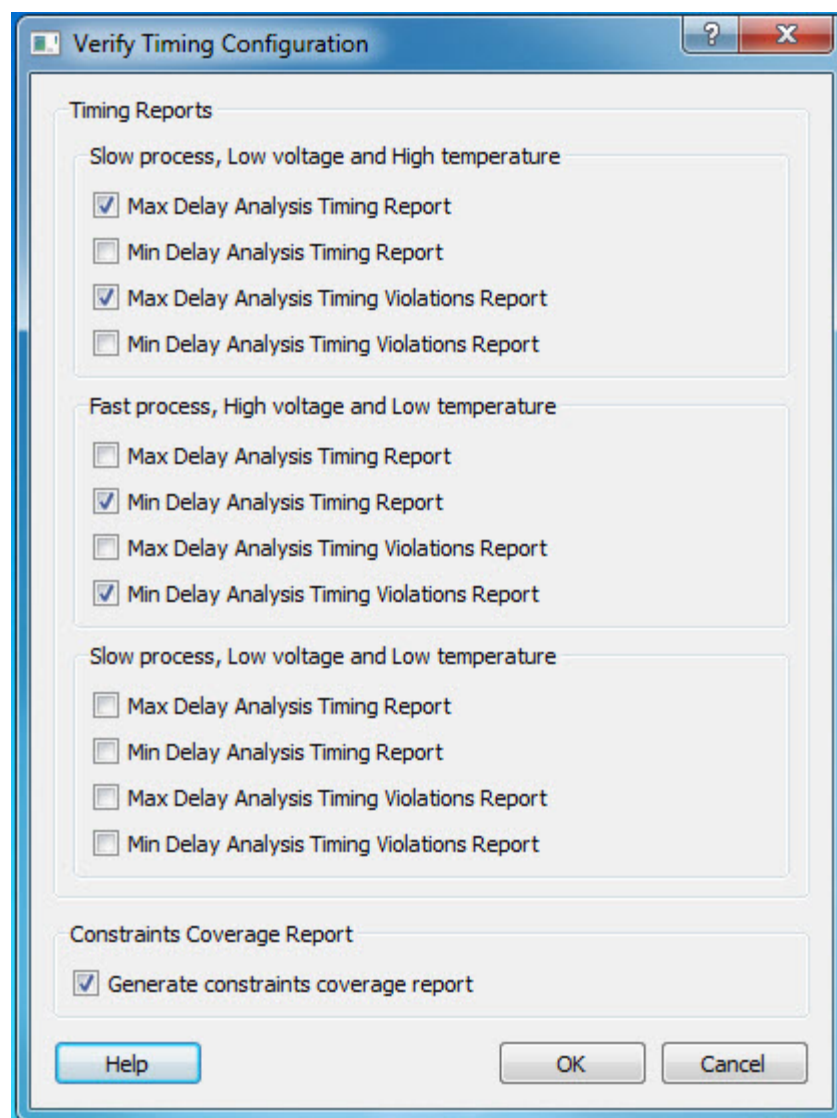 Verify Timing Configuration
?
Timing Reports
Slow process, Low voltage and High temperature
Max Delay Analysis Timing Report
Min Delay Analysis Timing Report
Max Delay Analysis Timing Violations Report
Min Delay Analysis Timing Violations Report
Fast process, High voltage and Low temperature
Max Delay Analysis Timing Report
Min Delay Analysis Timing Report
Max Delay Analysis Timing Violations Report
Min Delay Analysis Timing Violations Report
Slow process, Low voltage and Low temperature
Max Delay Analysis Timing Report
Min Delay Analysis Timing Report
Max Delay Analysis Timing Violations Report
Min Delay Analysis Timing Violations Report
Constraints Coverage Report
Generate constraints coverage report
Help OK Cancel